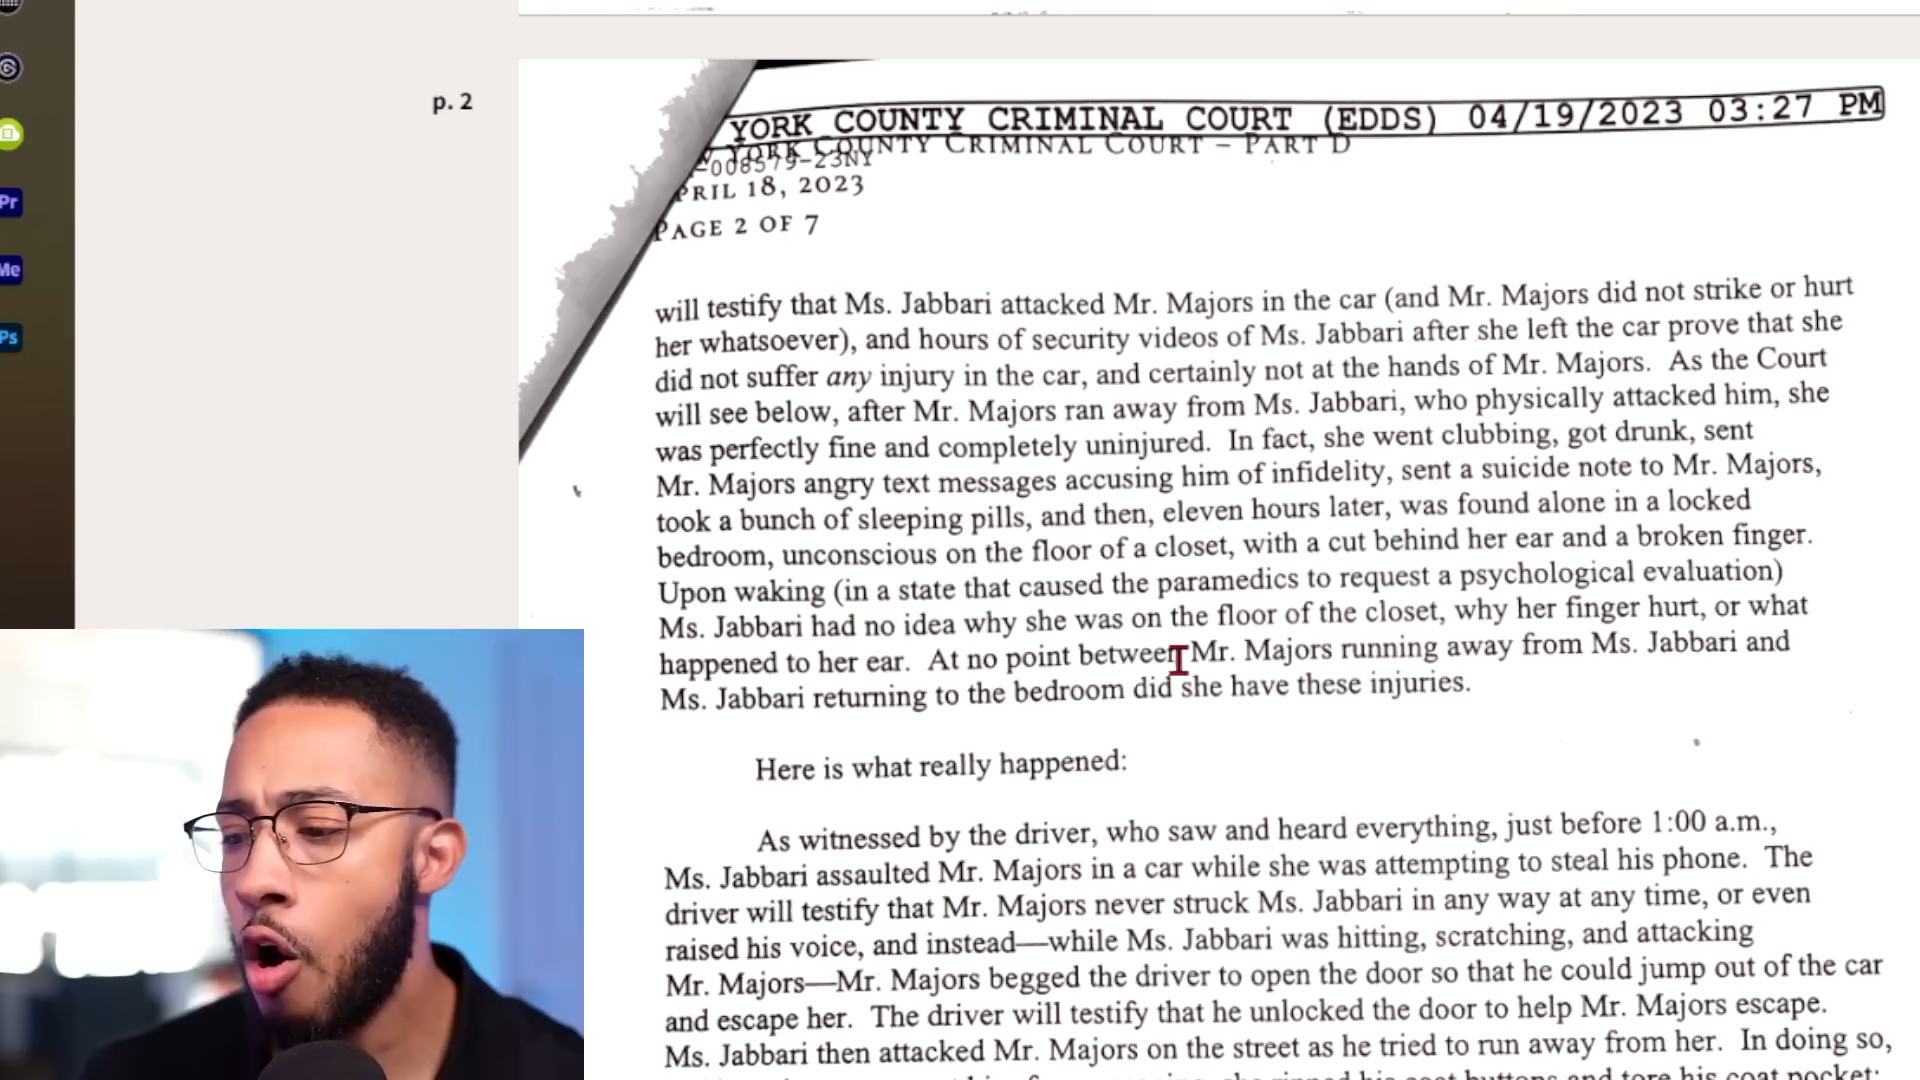 p. 2
YORK COUNTY CRIMINAL COURT (EDDS) 04/19/2023 03:27 PM
YORK COUNTY CRIMINAL COURT – PART D
-008579-23NY
PRIL 18, 2023
PAGE 2 OF 7
will testify that Ms. Jabbari attacked Mr. Majors in the car (and Mr. Majors did not strike or hurt
her whatsoever), and hours of security videos of Ms. Jabbari after she left the car prove that she
did not suffer any injury in the car, and certainly not at the hands of Mr. Majors. As the Court
will see below, after Mr. Majors ran away from Ms. Jabbari, who physically attacked him, she
was perfectly fine and completely uninjured. In fact, she went clubbing, got drunk, sent
Mr. Majors angry text messages accusing him of infidelity, sent a suicide note to Mr. Majors,
took a bunch of sleeping pills, and then, eleven hours later, was found alone in a locked
bedroom, unconscious on the floor of a closet, with a cut behind her ear and a broken finger.
Upon waking (in a state that caused the paramedics to request a psychological evaluation)
Ms. Jabbari had no idea why she was on the floor of the closet, why her finger hurt, or what
happened to her ear. At no point between Mr. Majors running away from Ms. Jabbari and
Ms. Jabbari returning to the bedroom did she have these injuries.
Here is what really happened:
As witnessed by the driver, who saw and heard everything, just before 1:00 a.m.,
Ms. Jabbari assaulted Mr. Majors in a car while she was attempting to steal his phone. The
driver will testify that Mr. Majors never struck Ms. Jabbari in any way at any time, or even
raised his voice, and instead—while Ms. Jabbari was hitting, scratching, and attacking
Mr. Majors—Mr. Majors begged the driver to open the door so that he could jump out of the car
and escape her. The driver will testify that he unlocked the door to help Mr. Majors escape.
Ms. Jabbari then attacked Mr. Majors on the street as he tried to run away from her. In doing so,
she ripped his coat buttons and tore his coat pocket;
Pr
Me
Ps